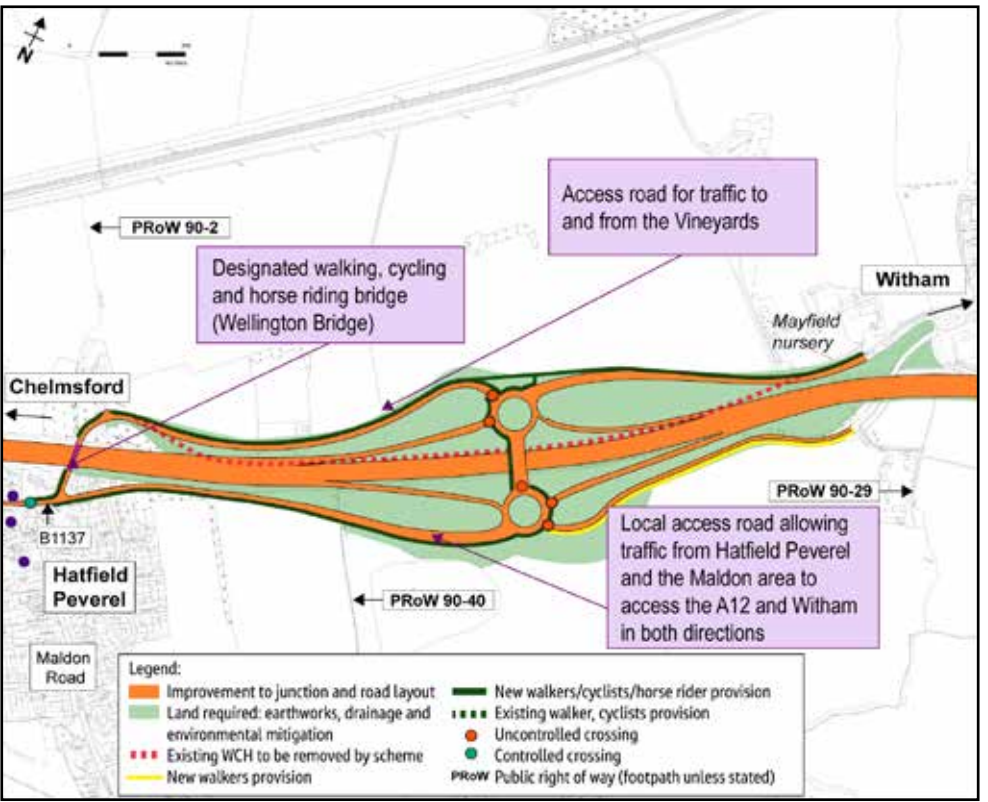 N
Access road for traffic to
and from the Vineyards
PRoW 90-2
Designated walking, cycling
and horse riding bridge
(Wellington Bridge)
Witham
Mayfield
nursery
Chelmsford
PRoW 90-29
B1137
Hatfield
Peverel
Local access road allowing
traffic from Hatfield Peverel
and the Maldon area to
access the A12 and Witham
in both directions
PRoW 90-40
Maldon
Road
Legend:
Improvement to junction and road layout
Land required: earthworks, drainage and
environmental mitigation
Existing WCH to be removed by scheme
New walkers provision
New walkers/cyclists/horse rider provision
Existing walker, cyclists provision
Uncontrolled crossing
Controlled crossing
PRoW Public right of way (footpath unless stated)